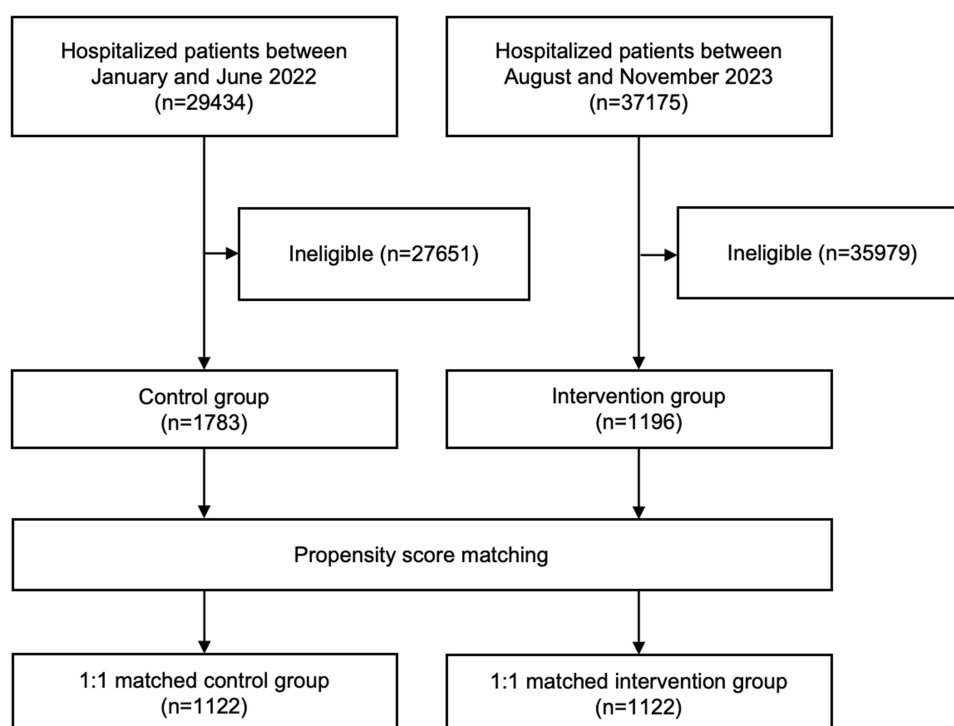 Hospitalized patients between
January and June 2022
(n=29434)
Hospitalized patients between
August and November 2023
(n=37175)
Ineligible (n=27651)
Ineligible (n=35979)
Control group
(n=1783)
Intervention group
(n=1196)
Propensity score matching
1:1 matched control group
(n=1122)
1:1 matched intervention group
(n=1122)